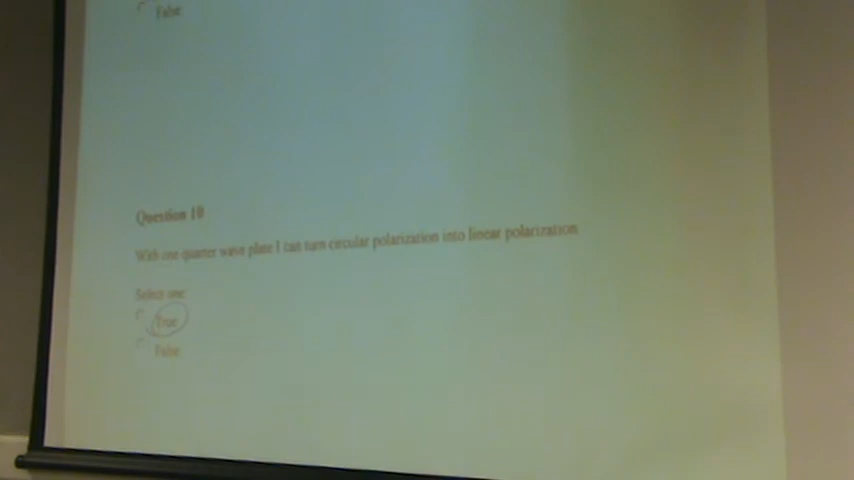 False
Question 10
With one quarter wave plate I can turn circular polarization into linear polarization
Select one:
True
False